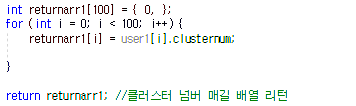 int returnarr1[100] = { 0, };
for (int i = 0; i < 100; i++) {
returnarr1[i] = user1[i].clusternum;
}
return returnarr1; //클러스터 넘버 매길 배열 리턴